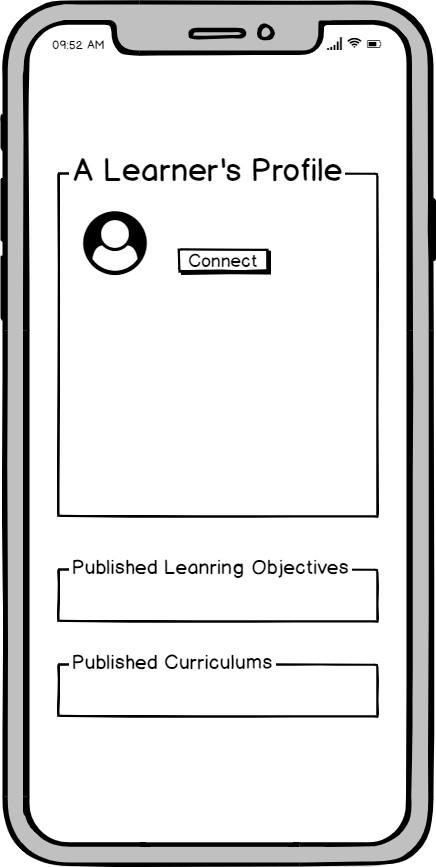 09:52 AM
A Learner's Profile
Connect
Published Leanring Objectives
Published Curriculums